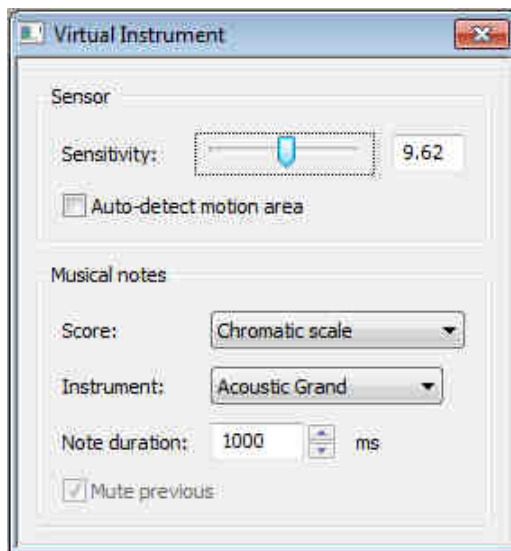 Virtual Instrument
Sensor
Sensitivity: 9.62
Auto-detect motion area
Musical notes
Score: Chromatic scale
Instrument: Acoustic Grand
Note duration: 1000 ms
Mute previous